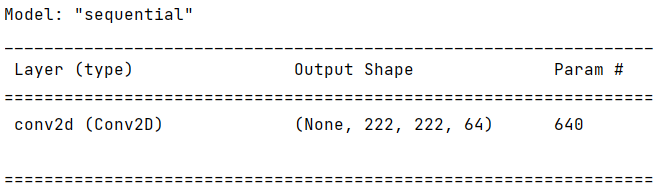 Model: "sequential"
_________________________________________________________________
Layer (type) Output Shape Param #
=================================================================
conv2d (Conv2D) (None, 222, 222, 64) 640
=================================================================